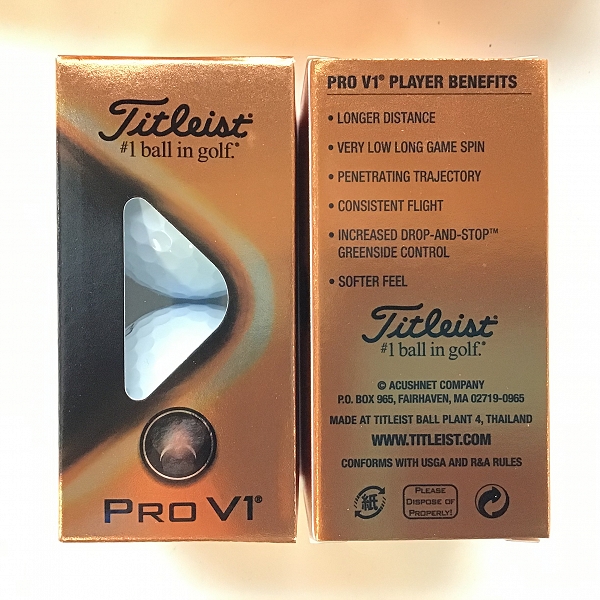 Titleist®
#1 ball in golf.®
PRO V1®
PRO V1® PLAYER BENEFITS
• LONGER DISTANCE
• VERY LOW LONG GAME SPIN
• PENETRATING TRAJECTORY
• CONSISTENT FLIGHT
• INCREASED DROP-AND-STOP™
GREENSIDE CONTROL
• SOFTER FEEL
Titleist®
#1 ball in golf.®
© ACUSHNET COMPANY
P.O. BOX 965, FAIRHAVEN, MA 02719-0965
MADE AT TITLEIST BALL PLANT 4, THAILAND
WWW.TITLEIST.COM
CONFORMS WITH USGA AND R&A RULES
紙
PLEASE
DISPOSE OF
PROPERLY!